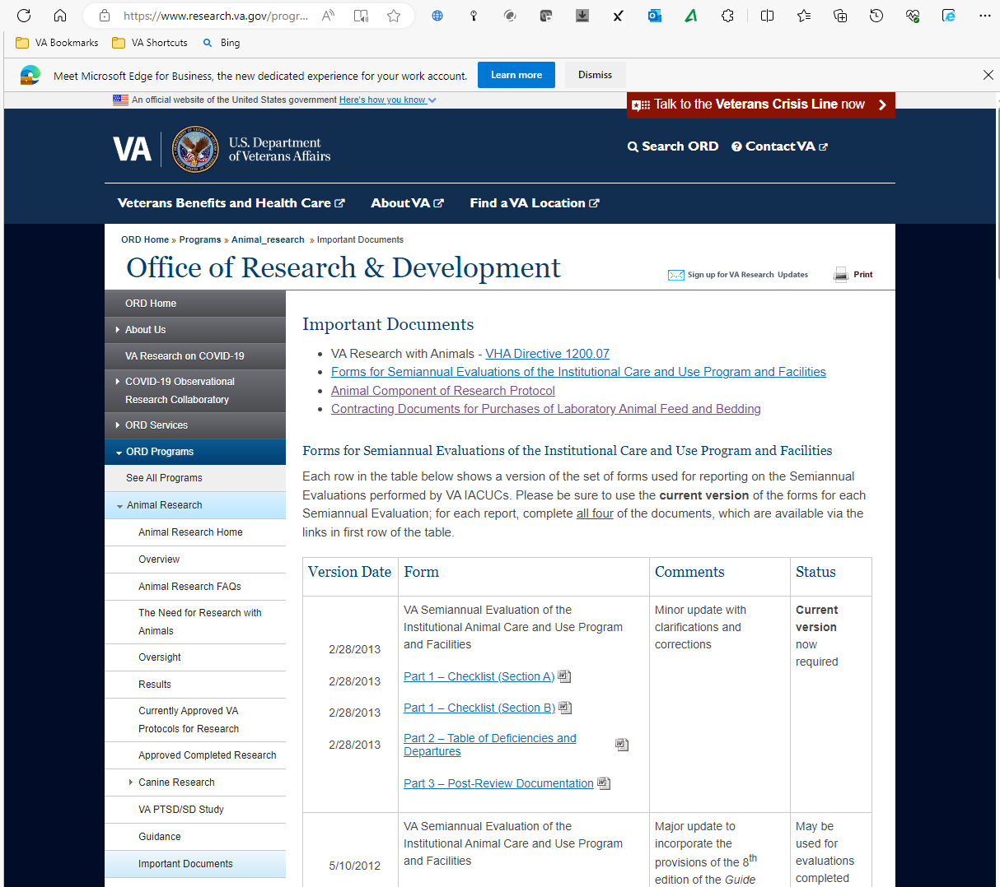 https://www.research.va.gov/progr...
VA Bookmarks VA Shortcuts Bing
Meet Microsoft Edge for Business, the new dedicated experience for your work account. Learn more Dismiss
An official website of the United States government Here's how you know
Talk to the Veterans Crisis Line now
VA
U.S. Department
of Veterans Affairs
Search ORD Contact VA
Veterans Benefits and Health Care About VA Find a VA Location
ORD Home » Programs » Animal_research » Important Documents
Office of Research & Development
Sign up for VA Research Updates Print
ORD Home
About Us
VA Research on COVID-19
COVID-19 Observational
Research Collaboratory
ORD Services
ORD Programs
See All Programs
Animal Research
Animal Research Home
Overview
Animal Research FAQs
The Need for Research with
Animals
Oversight
Results
Currently Approved VA
Protocols for Research
Approved Completed Research
Canine Research
VA PTSD/SD Study
Guidance
Important Documents
Important Documents
• VA Research with Animals - VHA Directive 1200.07
• Forms for Semiannual Evaluations of the Institutional Care and Use Program and Facilities
• Animal Component of Research Protocol
• Contracting Documents for Purchases of Laboratory Animal Feed and Bedding
Forms for Semiannual Evaluations of the Institutional Care and Use Program and Facilities
Each row in the table below shows a version of the set of forms used for reporting on the Semiannual
Evaluations performed by VA IACUCs. Please be sure to use the current version of the forms for each
Semiannual Evaluation; for each report, complete all four of the documents, which are available via the
links in first row of the table.
Version Date Form Comments Status
2/28/2013
2/28/2013
2/28/2013
2/28/2013
VA Semiannual Evaluation of the
Institutional Animal Care and Use Program
and Facilities
Part 1 – Checklist (Section A)
Part 1 – Checklist (Section B)
Part 2 – Table of Deficiencies and
Departures
Part 3 – Post-Review Documentation
Minor update with
clarifications and
corrections
Current
version
now
required
5/10/2012
VA Semiannual Evaluation of the
Institutional Animal Care and Use Program
and Facilities
Major update to
incorporate the
provisions of the 8th
edition of the Guide
May be
used for
evaluations
completed